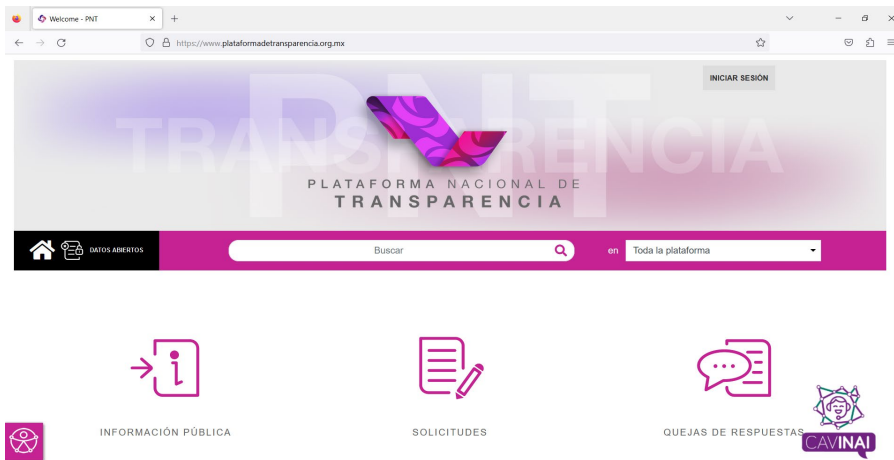 Welcome - PNT
https://www.plataformadetransparencia.org.mx
INICIAR SESIÓN
PNT
TRANSPARENCIA
PLATAFORMA NACIONAL DE
TRANSPARENCIA
DATOS ABIERTOS
Buscar
en
Toda la plataforma
INFORMACIÓN PÚBLICA
SOLICITUDES
QUEJAS DE RESPUESTAS
CAVINAI